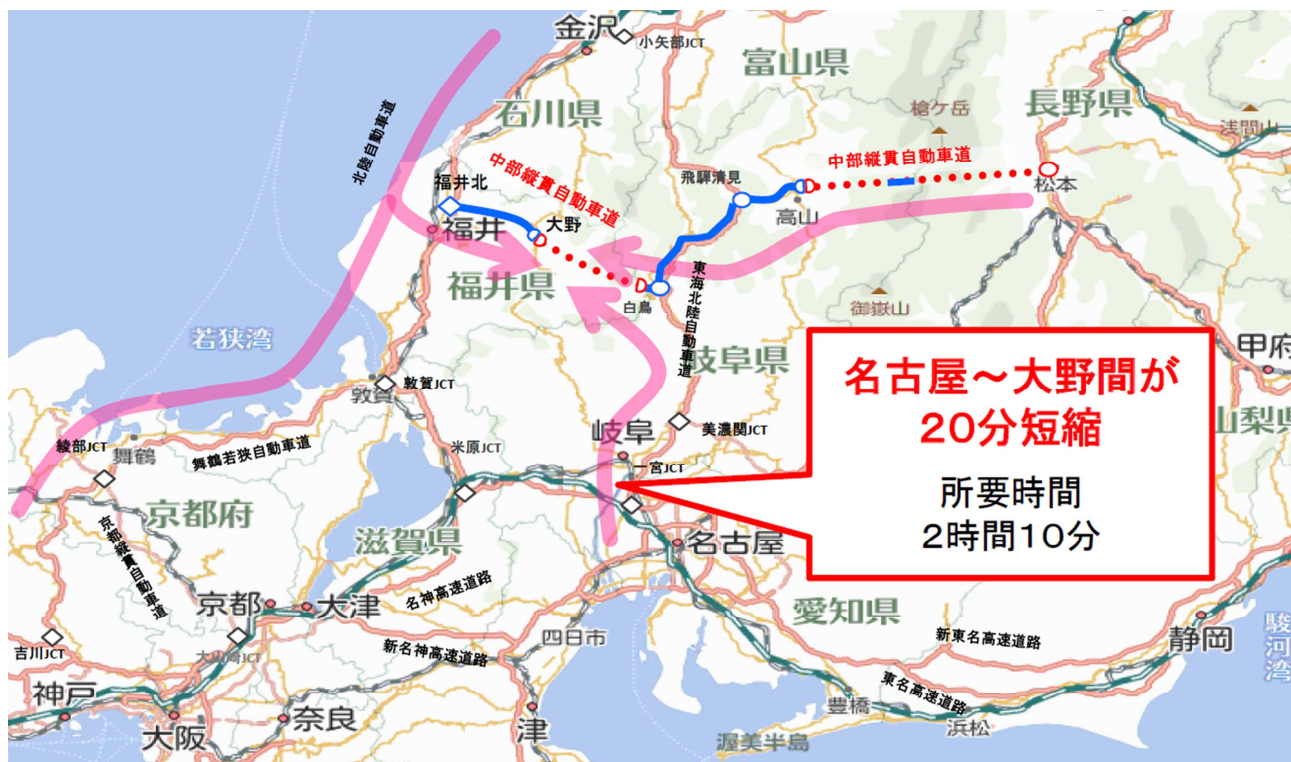 金沢
小矢部JCT
富山県
長野県
石川県
槍ケ岳
浅間山
北陸自動車道
中部縦貫自動車道
中部縦貫自動車道
福井北
飛騨清見
松本
高山
大野
福井
福井県
白鳥
東海北陸自動車道
御嶽山
若狭湾
岐阜県
甲府
山梨県
敦賀
敦賀JCT
名古屋～大野間が
20分短縮
所要時間
2時間10分
綾部JCT
舞鶴
舞鶴若狭自動車道
米原JCT
岐阜
美濃関JCT
一宮JCT
京都府
滋賀県
名古屋
京都縦貫自動車道
京都
大津
名神高速道路
愛知県
四日市
新東名高速道路
静岡
駿河湾
吉川JCT
大山崎JCT
新名神高速道路
神戸
大阪
奈良
津
東名高速道路
豊橋
浜松
渥美半島